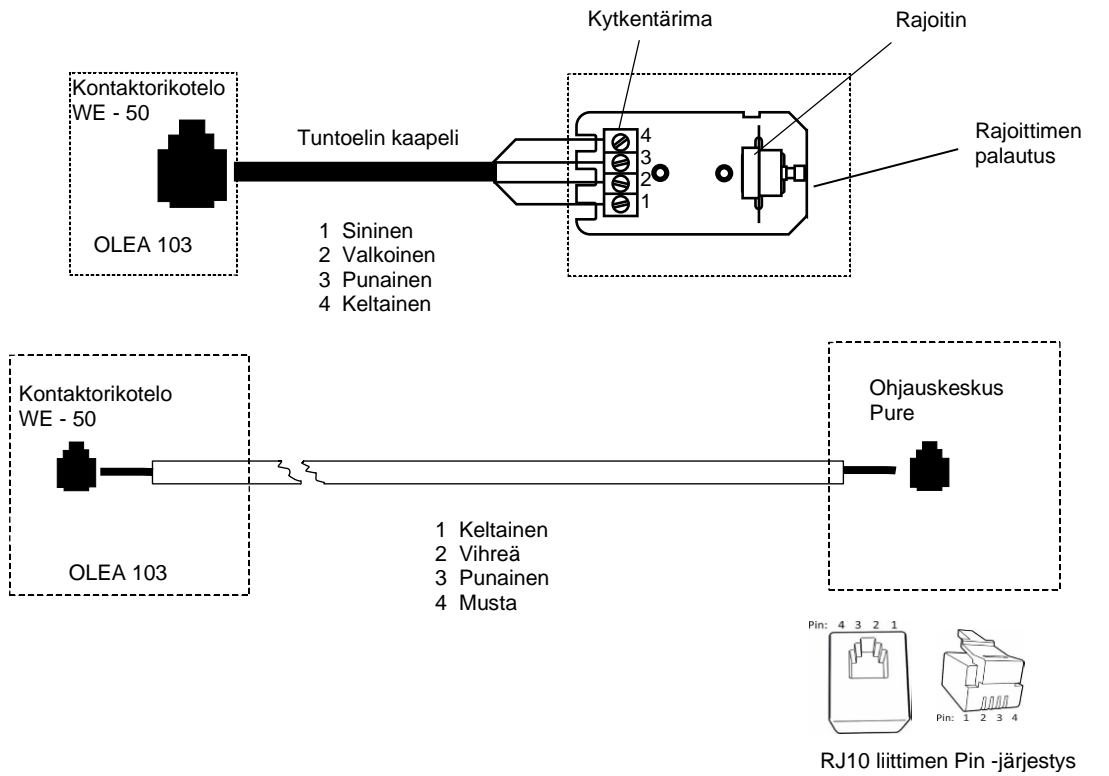 Kytkentärima
Rajoitin
Kontaktorikotelo
WE - 50
Tuntoelin kaapeli
4
3
2
1
Rajoittimen
palautus
OLEA 103
1 Sininen
2 Valkoinen
3 Punainen
4 Keltainen
Kontaktorikotelo
WE - 50
Ohjauskeskus
Pure
OLEA 103
1 Keltainen
2 Vihreä
3 Punainen
4 Musta
Pin: 4 3 2 1
Pin: 1 2 3 4
RJ10 liittimen Pin -järjestys